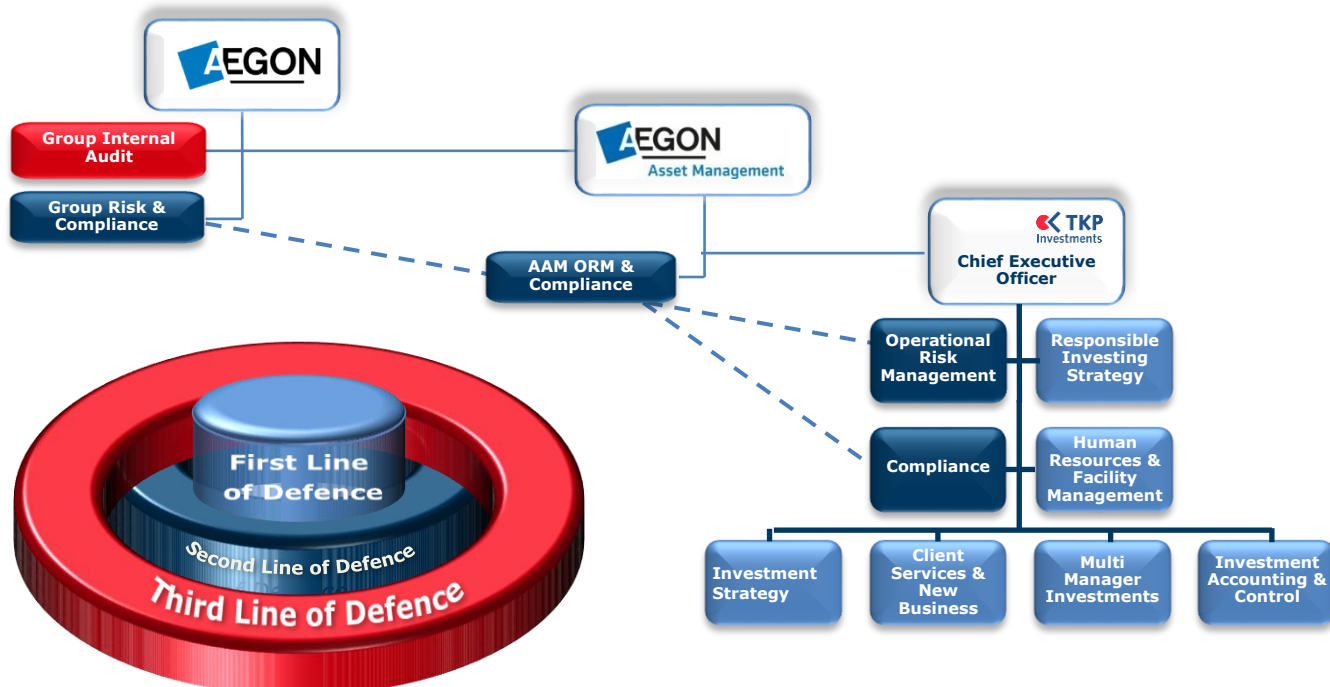 AEGON
Group Internal
Audit
AEGON
Asset Management
Group Risk &
Compliance
TKP
Investments
Chief Executive
Officer
AAM ORM &
Compliance
Operational
Risk
Management
Responsible
Investing
Strategy
Compliance
Human
Resources &
Facility
Management
First Line
of Defence
Second Line of Defence
Third Line of Defence
Investment
Strategy
Client
Services &
New
Business
Multi
Manager
Investments
Investment
Accounting &
Control